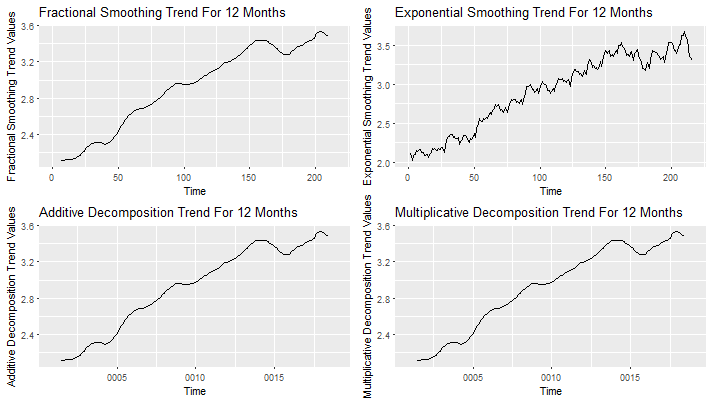 Fractional Smoothing Trend For 12 Months
Fractional Smoothing Trend Values
3.6
3.2
2.8
2.4
0
50
100
150
200
Time
Exponential Smoothing Trend For 12 Months
Exponential Smoothing Trend Values
3.5
3.0
2.5
2.0
0
50
100
150
200
Time
Additive Decomposition Trend For 12 Months
Additive Decomposition Trend Values
3.6
3.2
2.8
2.4
0005
0010
0015
Time
Multiplicative Decomposition Trend For 12 Months
Multiplicative Decomposition Trend Values
3.6
3.2
2.8
2.4
0005
0010
0015
Time